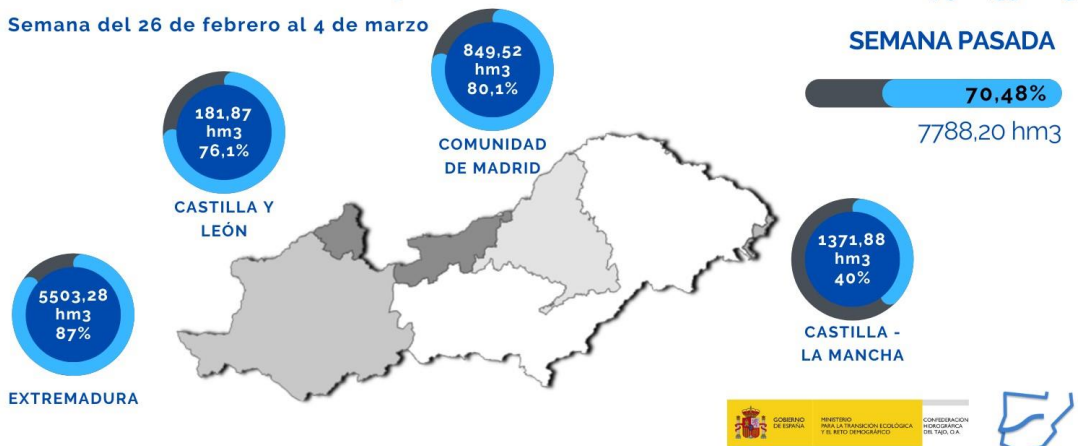 Semana del 26 de febrero al 4 de marzo
849,52
hm3
80,1%
COMUNIDAD
DE MADRID
181,87
hm3
76,1%
CASTILLA Y
LEÓN
5503,28
hm3
87%
EXTREMADURA
SEMANA PASADA
70,48%
7788,20 hm3
1371,88
hm3
40%
CASTILLA -
LA MANCHA
GOBIERNO
DE ESPAÑA
MINISTERIO
PARA LA TRANSICIÓN ECOLÓGICA
Y EL RETO DEMOGRÁFICO
CONFEDERACIÓN
HIDROGRÁFICA
DEL TAJO, O.A.